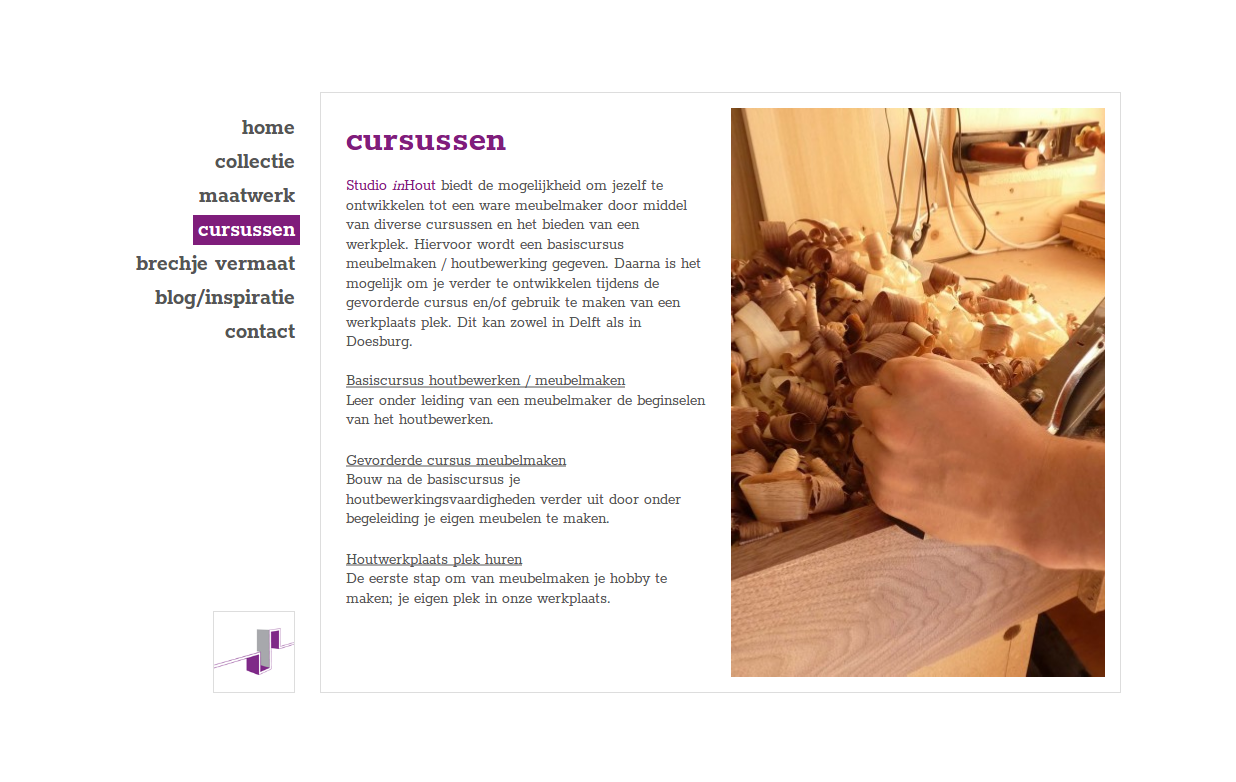 home
collectie
maatwerk
cursussen
brechje vermaat
blog/inspiratie
contact
cursussen
Studio inHout biedt de mogelijkheid om jezelf te
ontwikkelen tot een ware meubelmaker door middel
van diverse cursussen en het bieden van een
werkplek. Hiervoor wordt een basiscursus
meubelmaken / houtbewerking gegeven. Daarna is het
mogelijk om je verder te ontwikkelen tijdens de
gevorderde cursus en/of gebruik te maken van een
werkplaats plek. Dit kan zowel in Delft als in
Doesburg.
Basiscursus houtbewerken / meubelmaken
Leer onder leiding van een meubelmaker de beginselen
van het houtbewerken.
Gevorderde cursus meubelmaken
Bouw na de basiscursus je
houtbewerkingsvaardigheden verder uit door onder
begeleiding je eigen meubelen te maken.
Houtwerkplaats plek huren
De eerste stap om van meubelmaken je hobby te
maken; je eigen plek in onze werkplaats.